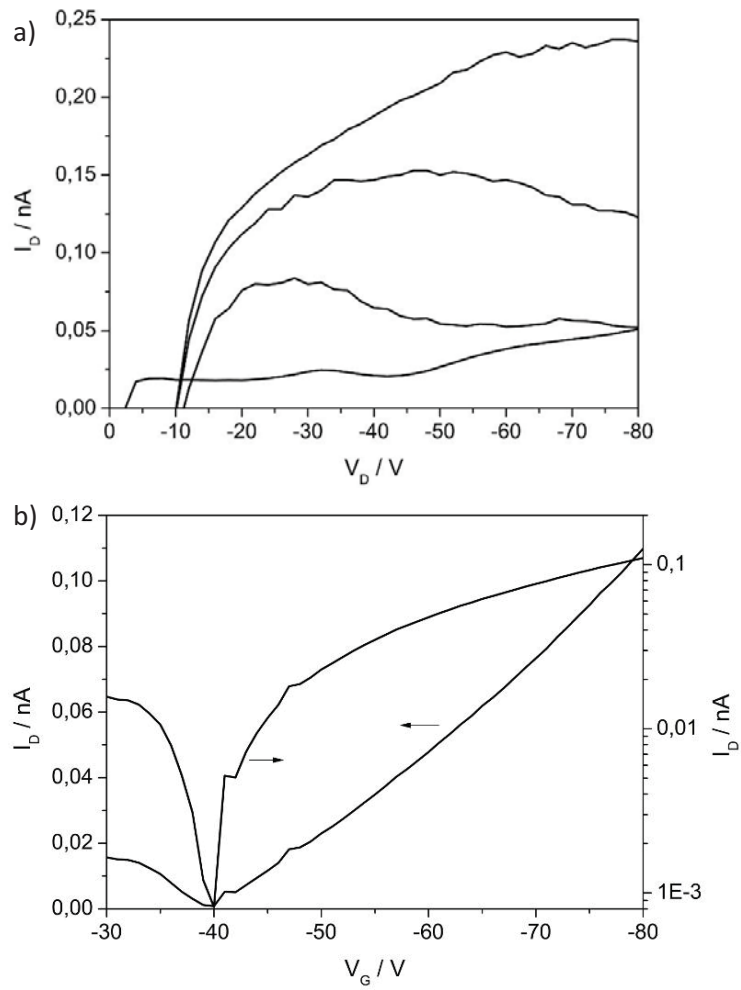 a)
0,25
0,20
0,15
0,10
0,05
0,00
I_D / nA
0 -10 -20 -30 -40 -50 -60 -70 -80
V_D / V
b)
0,12
0,10
0,08
0,06
0,04
0,02
0,00
I_D / nA
0,1
0,01
1E-3
I_D / nA
-30 -40 -50 -60 -70 -80
V_G / V